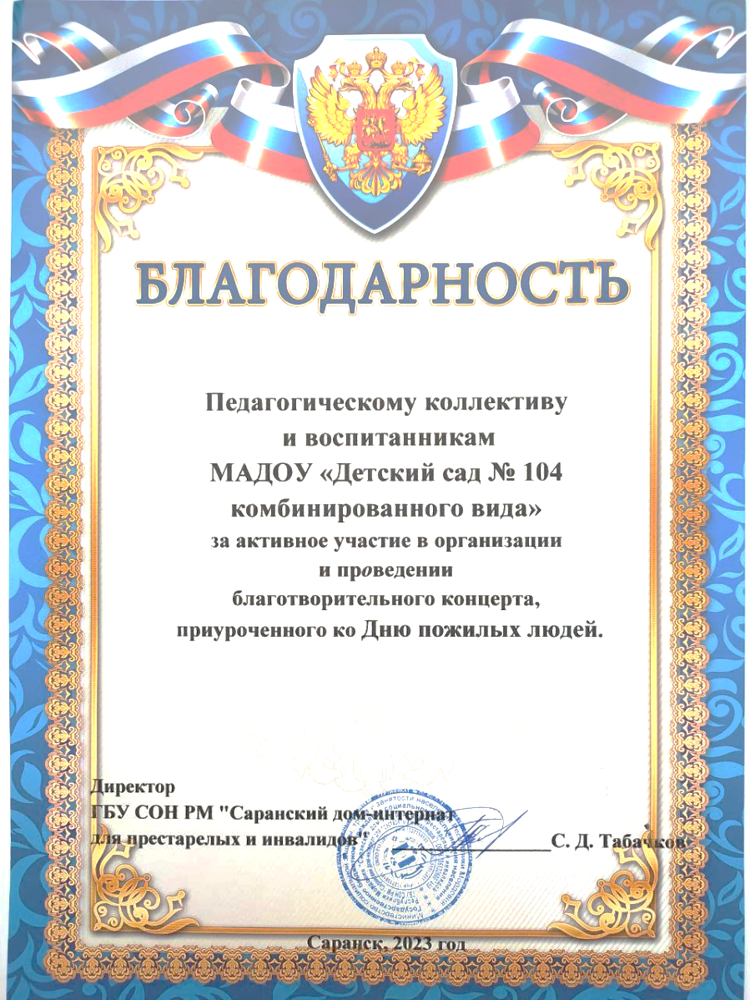 БЛАГОДАРНОСТЬ
Педагогическому коллективу
и воспитанникам
МАДОУ «Детский сад № 104
комбинированного вида»
за активное участие в организации
и проведении
благотворительного концерта,
приуроченного ко Дню пожилых людей.
Директор
ГБУ СОН РМ "Саранский дом-интернат
для престарелых и инвалидов" С. Д. Табачков
Саранск, 2023 год